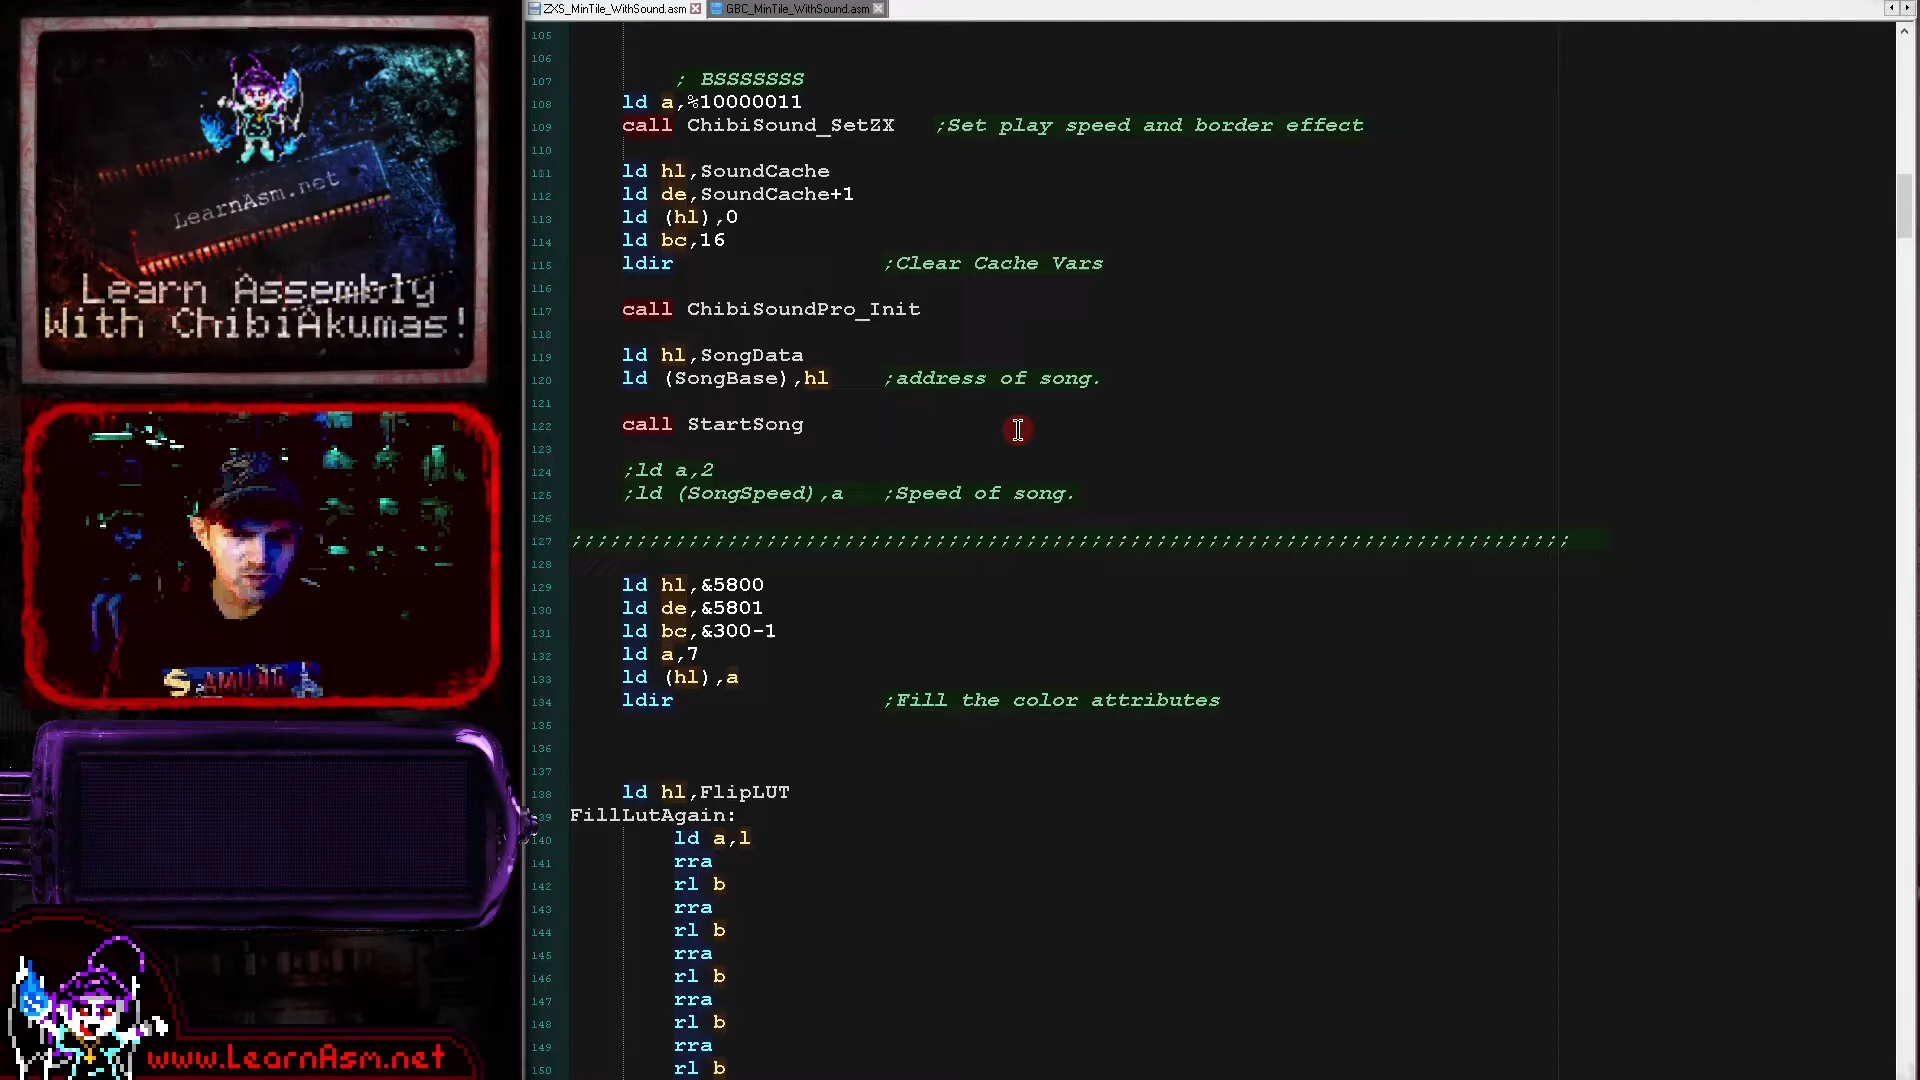 ZXS_MinTile_WithSound.asm
GBC_MinTile_WithSound.asm
LearnAsm.net
Learn Assembly
With ChibiAkumas!
www.LearnAsm.net
105
106
107 ; BSSSSSSS
108 ld a,%10000011
109 call ChibiSound_SetZX ;Set play speed and border effect
110
111 ld hl,SoundCache
112 ld de,SoundCache+1
113 ld (hl),0
114 ld bc,16
115 ldir ;Clear Cache Vars
116
117 call ChibiSoundPro_Init
118
119 ld hl,SongData
120 ld (SongBase),hl ;address of song.
121
122 call StartSong
123
124 ;ld a,2
125 ;ld (SongSpeed),a ;Speed of song.
126
127 ;;;;;;;;;;;;;;;;;;;;;;;;;;;;;;;;;;;;;;;;;;;;;;;;;;;;;;;;;;;;;;;;;;;;;;;;;;;;;
128
129 ld hl,&5800
130 ld de,&5801
131 ld bc,&300-1
132 ld a,7
133 ld (hl),a
134 ldir ;Fill the color attributes
135
136
137
138 ld hl,FlipLUT
139 FillLutAgain:
140 ld a,l
141 rra
142 rl b
143 rra
144 rl b
145 rra
146 rl b
147 rra
148 rl b
149 rra
150 rl b